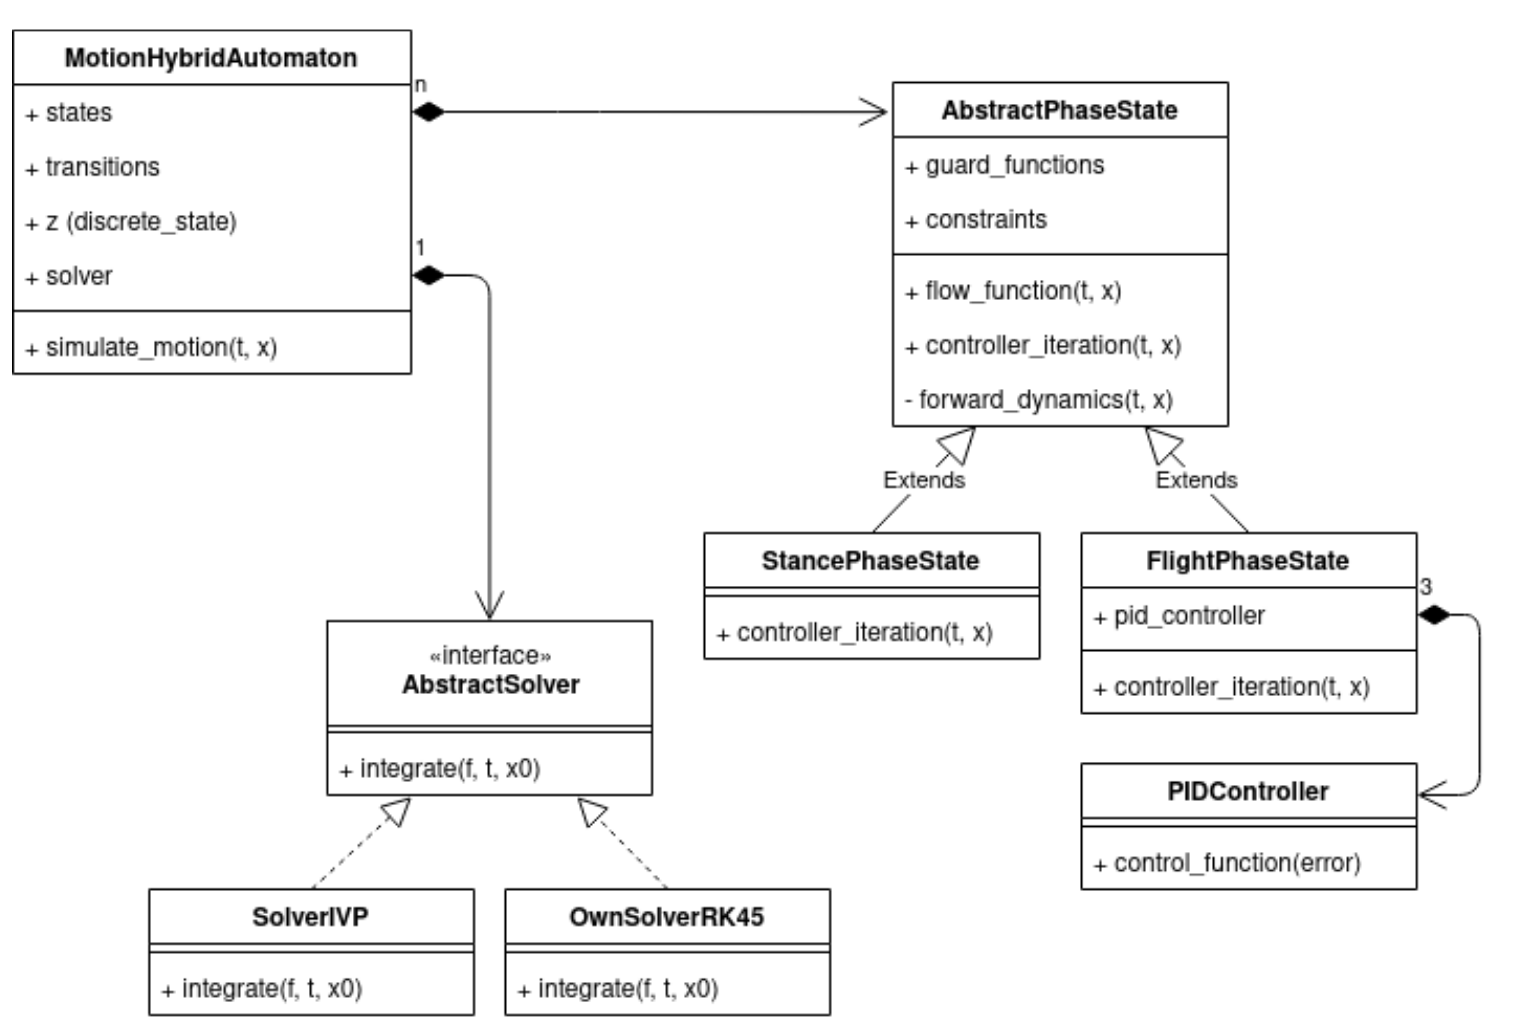 MotionHybridAutomaton
+ states
+ transitions
+ z (discrete_state)
+ solver
+ simulate_motion(t, x)
n
1
AbstractPhaseState
+ guard_functions
+ constraints
+ flow_function(t, x)
+ controller_iteration(t, x)
- forward_dynamics(t, x)
Extends
Extends
StancePhaseState
+ controller_iteration(t, x)
FlightPhaseState
+ pid_controller
+ controller_iteration(t, x)
3
«interface»
AbstractSolver
+ integrate(f, t, x0)
PIDController
+ control_function(error)
SolverIVP
+ integrate(f, t, x0)
OwnSolverRK45
+ integrate(f, t, x0)